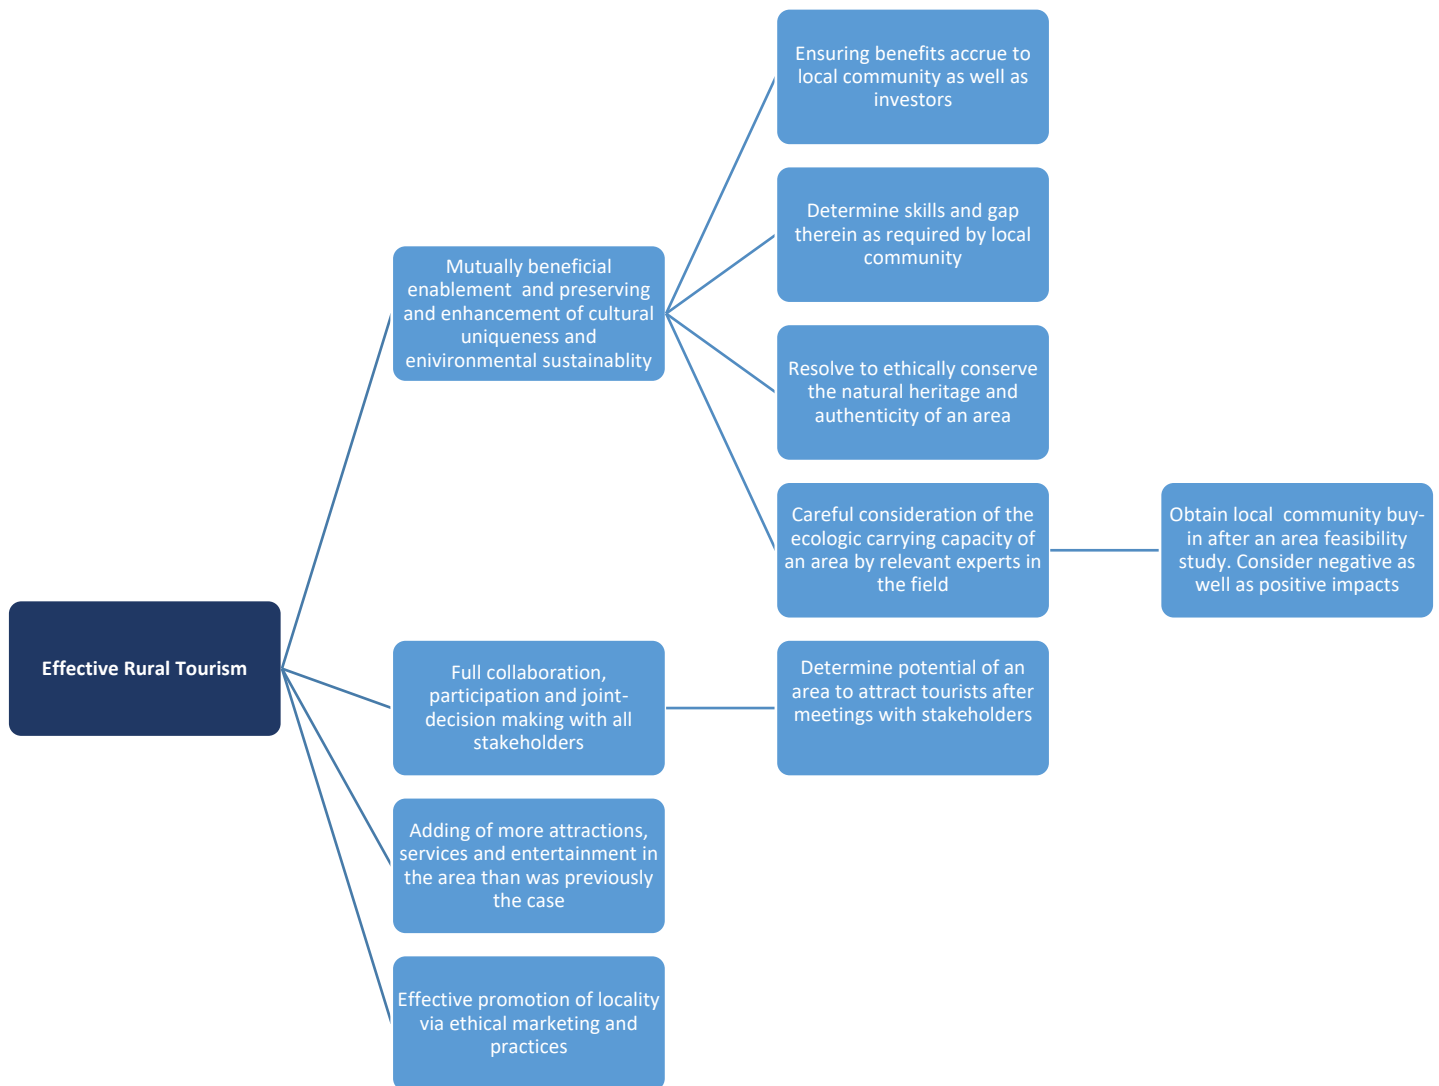 Effective Rural Tourism
Mutually beneficial
enablement  and preserving
and enhancement of cultural
uniqueness and
enivironmental sustainablity
Ensuring benefits accrue to
local community as well as
investors
Determine skills and gap
therein as required by local
community
Resolve to ethically conserve
the natural heritage and
authenticity of an area
Careful consideration of the
ecologic carrying capacity of
an area by relevant experts in
the field
Obtain local  community buy-
in after an area feasibility
study. Consider negative as
well as positive impacts
Full collaboration,
participation and joint-
decision making with all
stakeholders
Determine potential of an
area to attract tourists after
meetings with stakeholders
Adding of more attractions,
services and entertainment in
the area than was previously
the case
Effective promotion of locality
via ethical marketing and
practices